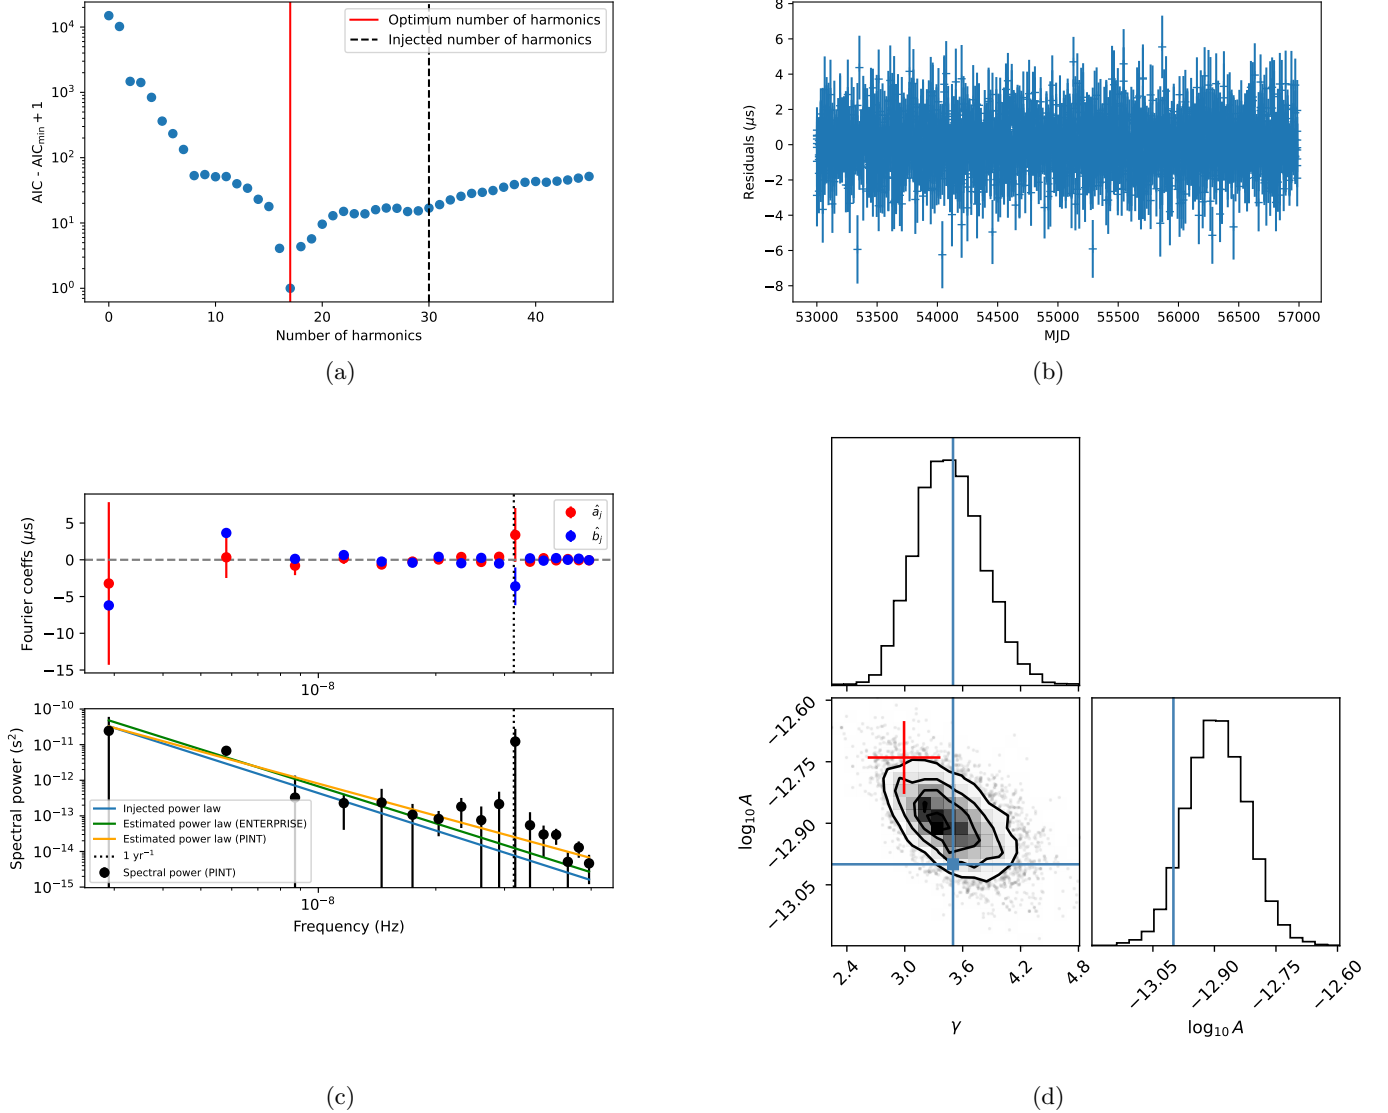 10⁴
10³
10²
10¹
10⁰
AIC - AICmin + 1
0
10
20
30
40
Number of harmonics
Optimum number of harmonics
Injected number of harmonics
(a)
8
6
4
2
0
−2
−4
−6
−8
Residuals (μs)
53000
53500
54000
54500
55000
55500
56000
56500
57000
MJD
(b)
5
0
−5
−10
−15
Fourier coeffs (μs)
âⱼ
b̂ⱼ
10⁻⁸
10⁻¹⁰
10⁻¹¹
10⁻¹²
10⁻¹³
10⁻¹⁴
10⁻¹⁵
Spectral power (s²)
Injected power law
Estimated power law (ENTERPRISE)
Estimated power law (PINT)
1 yr⁻¹
Spectral power (PINT)
10⁻⁸
Frequency (Hz)
(c)
−12.60
−12.75
−12.90
−13.05
log₁₀ A
2.4
3.0
3.6
4.2
4.8
γ
−13.05
−12.90
−12.75
−12.60
log₁₀ A
(d)